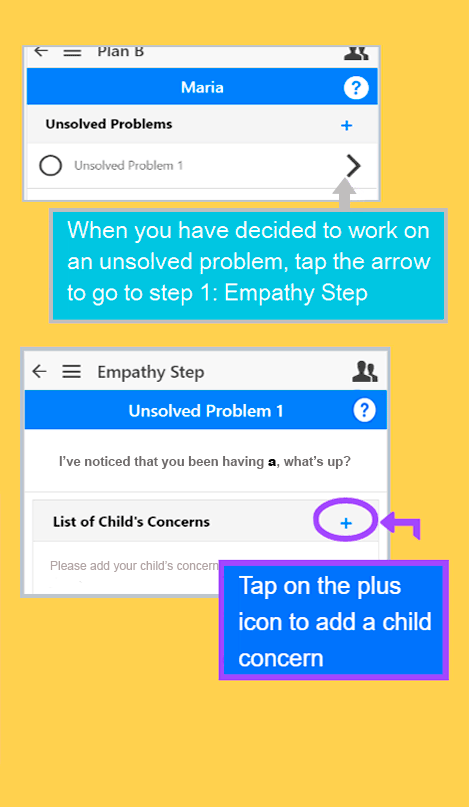 Plan B
Maria
?
Unsolved Problems
+
Unsolved Problem 1
When you have decided to work on
an unsolved problem, tap the arrow
to go to step 1: Empathy Step
Empathy Step
Unsolved Problem 1
?
I've noticed that you been having a, what's up?
List of Child's Concerns
+
Please add your child's concern
Tap on the plus
icon to add a child
concern